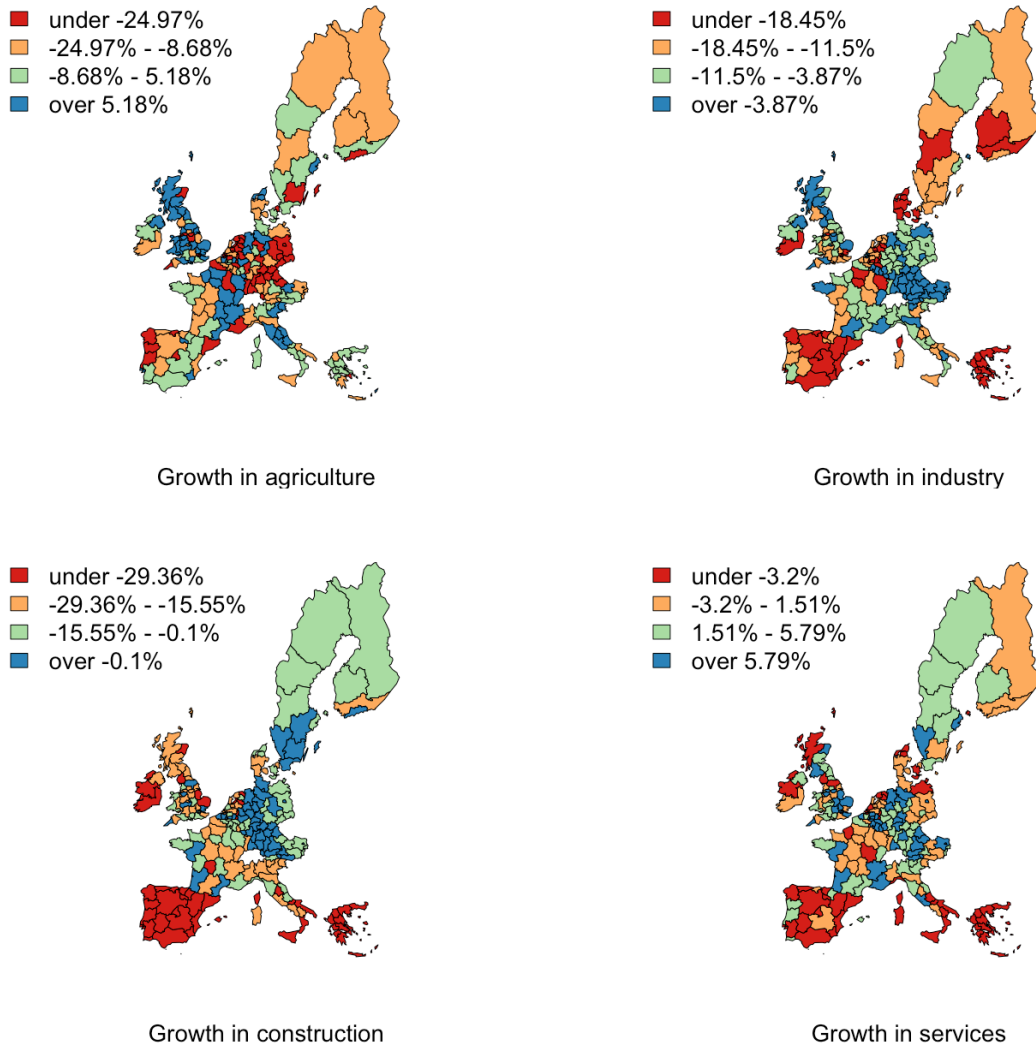 under -24.97%
-24.97% - -8.68%
-8.68% - 5.18%
over 5.18%
Growth in agriculture
under -18.45%
-18.45% - -11.5%
-11.5% - -3.87%
over -3.87%
Growth in industry
under -29.36%
-29.36% - -15.55%
-15.55% - -0.1%
over -0.1%
Growth in construction
under -3.2%
-3.2% - 1.51%
1.51% - 5.79%
over 5.79%
Growth in services